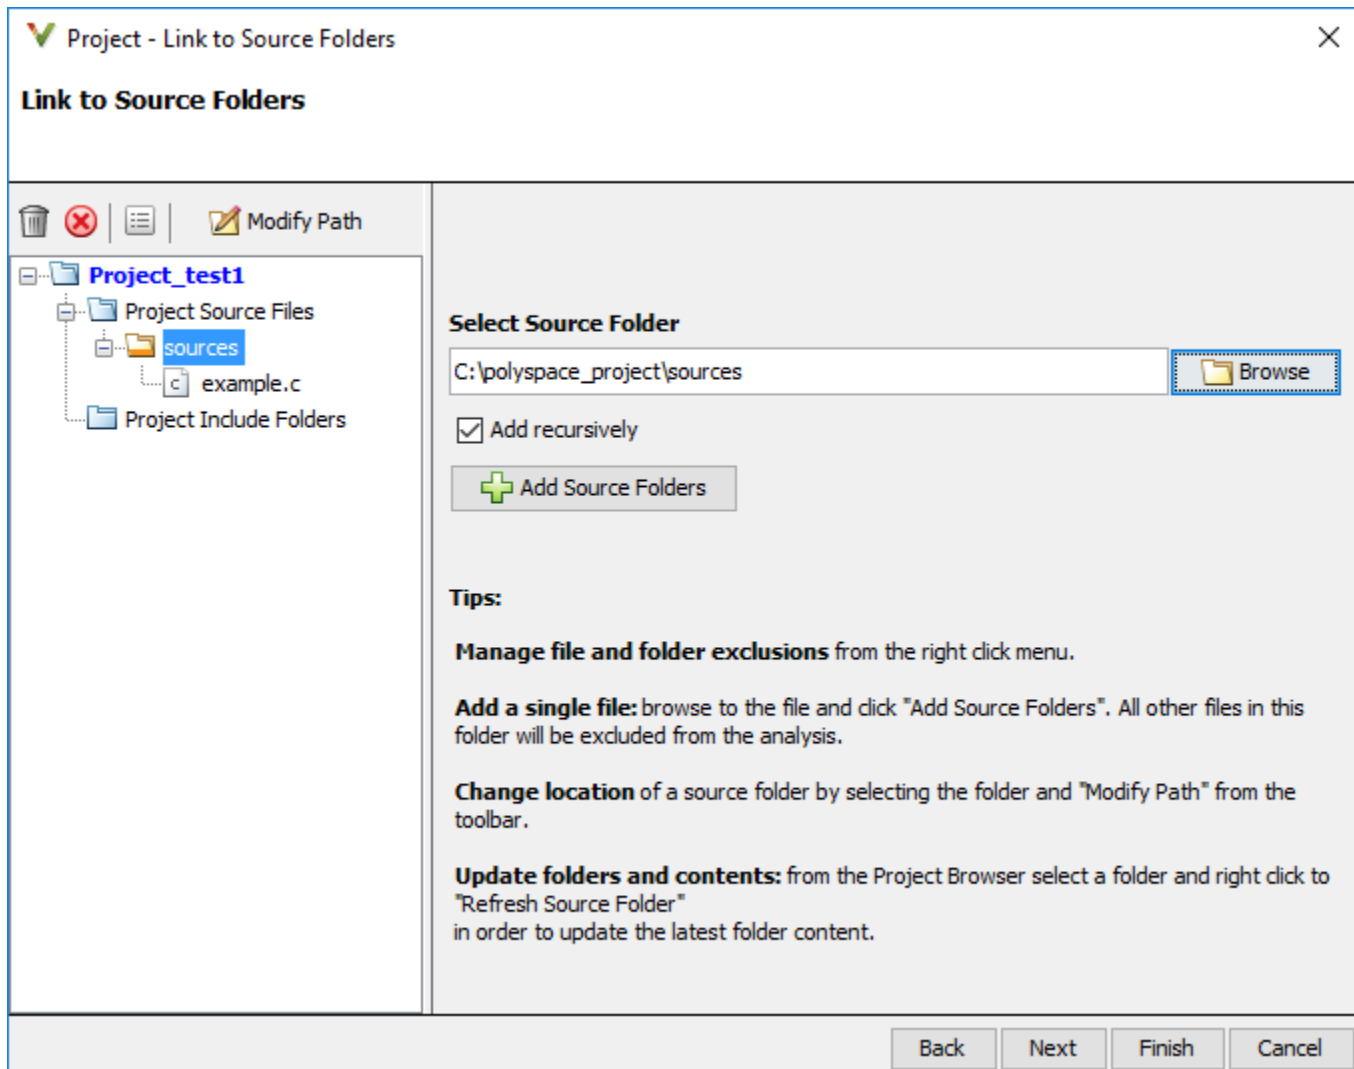 Project - Link to Source Folders
Link to Source Folders
Modify Path
Project_test1
Project Source Files
sources
c example.c
Project Include Folders
Select Source Folder
C:\polyspace_project\sources
Browse
Add recursively
Add Source Folders
Tips:
Manage file and folder exclusions from the right click menu.
Add a single file: browse to the file and click "Add Source Folders". All other files in this
folder will be excluded from the analysis.
Change location of a source folder by selecting the folder and "Modify Path" from the
toolbar.
Update folders and contents: from the Project Browser select a folder and right click to
"Refresh Source Folder"
in order to update the latest folder content.
Back
Next
Finish
Cancel